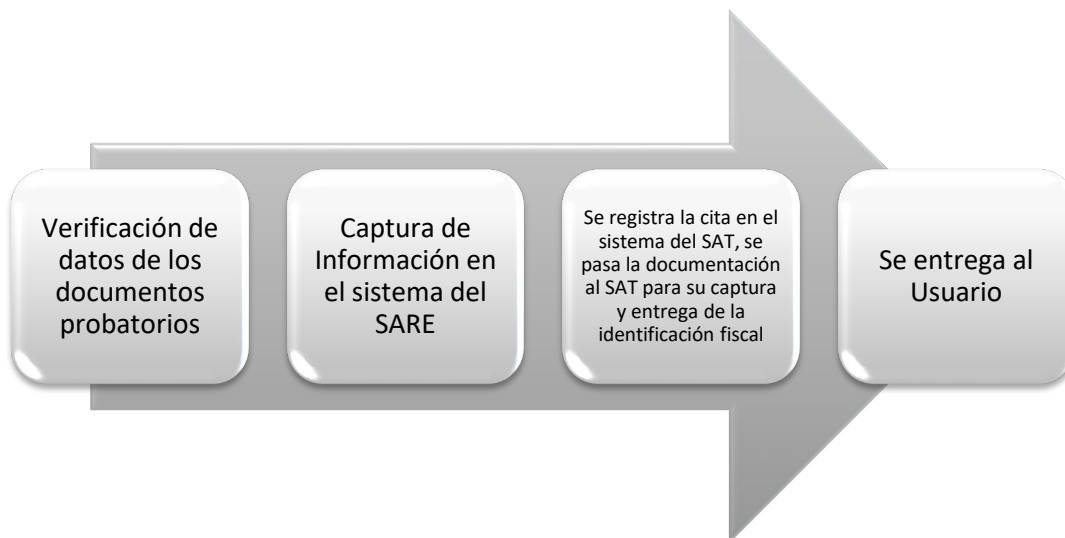 Verificación de
datos de los
documentos
probatorios
Captura de
Información en
el sistema del
SARE
Se registra la cita en el
sistema del SAT, se
pasa la documentación
al SAT para su captura
y entrega de la
identificación fiscal
Se entrega al
Usuario